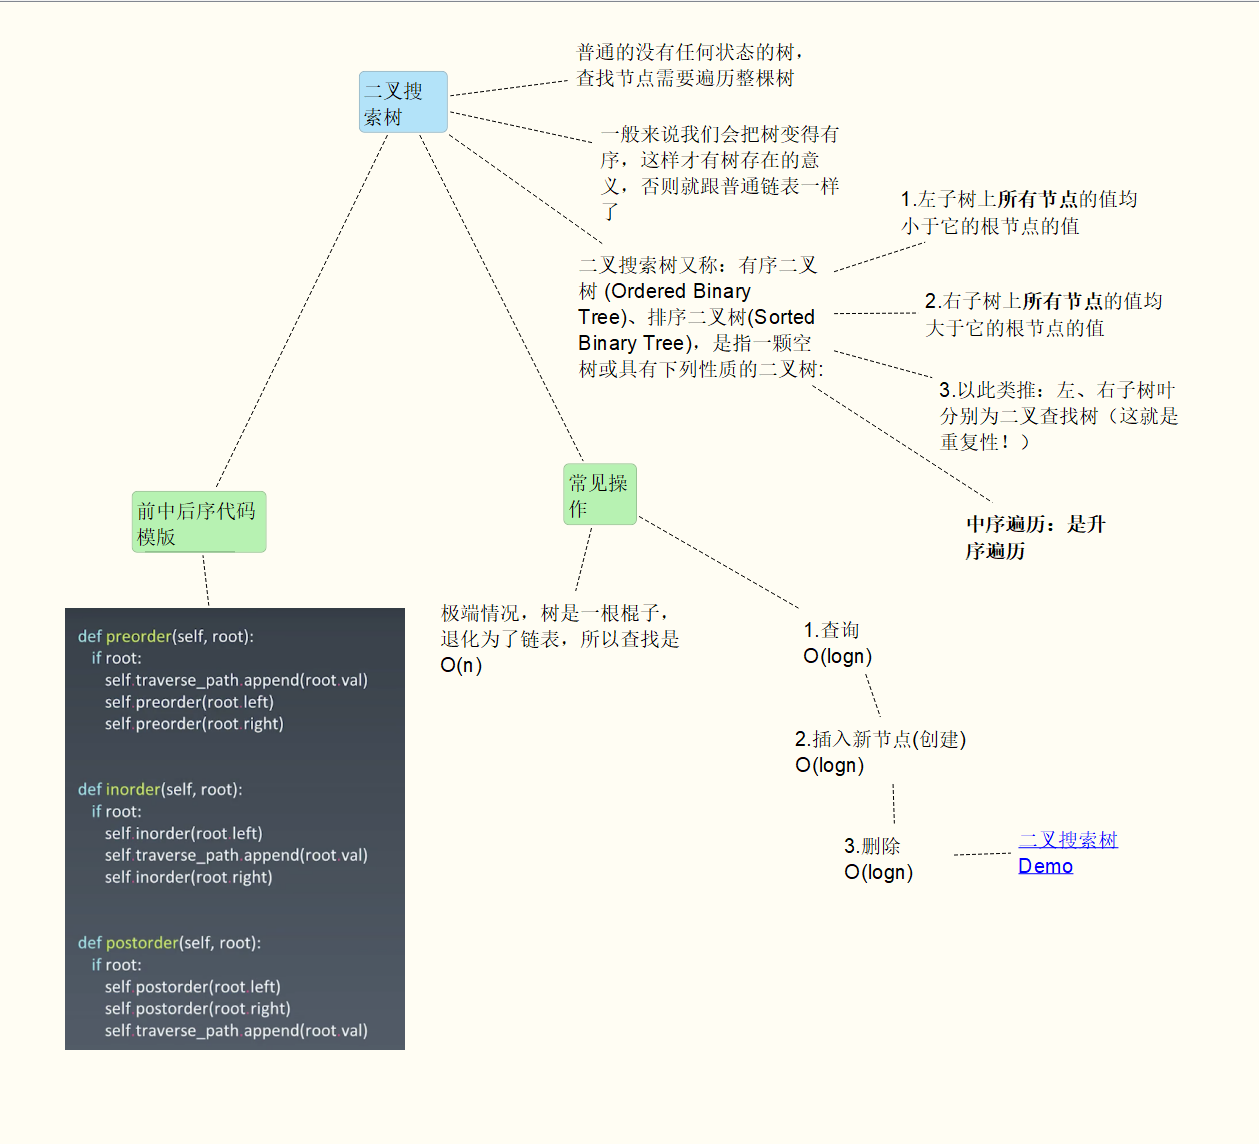 二叉搜
索树
普通的没有任何状态的树，
查找节点需要遍历整棵树
一般来说我们会把树变得有
序，这样才有树存在的意
义，否则就跟普通链表一样
了
二叉搜索树又称：有序二叉
树 (Ordered Binary
Tree)、排序二叉树(Sorted
Binary Tree)，是指一颗空
树或具有下列性质的二叉树:
1.左子树上所有节点的值均
小于它的根节点的值
2.右子树上所有节点的值均
大于它的根节点的值
3.以此类推：左、右子树叶
分别为二叉查找树（这就是
重复性！）
中序遍历：是升
序遍历
前中后序代码
模版
def preorder(self, root):
if root:
self.traverse_path.append(root.val)
self.preorder(root.left)
self.preorder(root.right)
def inorder(self, root):
if root:
self.inorder(root.left)
self.traverse_path.append(root.val)
self.inorder(root.right)
def postorder(self, root):
if root:
self.postorder(root.left)
self.postorder(root.right)
self.traverse_path.append(root.val)
常见操
作
极端情况，树是一根棍子，
退化为了链表，所以查找是
O(n)
1.查询
O(logn)
2.插入新节点(创建)
O(logn)
3.删除
O(logn)
二叉搜索树
Demo